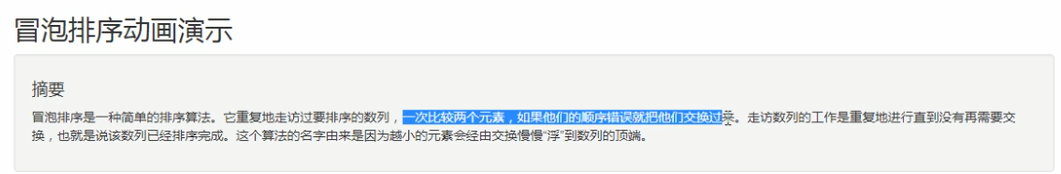 冒泡排序动画演示
摘要
冒泡排序是一种简单的排序算法。它重复地走访过要排序的数列，一次比较两个元素，如果他们的顺序错误就把他们交换过来。走访数列的工作是重复地进行直到没有再需要交
换，也就是说该数列已经排序完成。这个算法的名字由来是因为越小的元素会经由交换慢慢“浮”到数列的顶端。